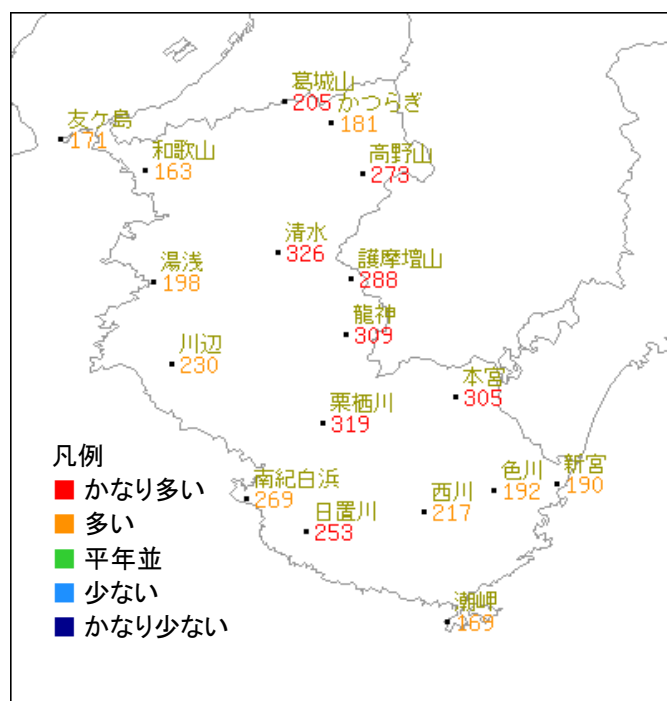 葛城山
205
かつらぎ
181
友ケ島
171
和歌山
163
高野山
273
清水
326
護摩壇山
288
湯浅
198
龍神
309
川辺
230
本宮
305
栗栖川
319
凡例
かなり多い
多い
平年並
少ない
かなり少ない
南紀白浜
269
日置川
253
西川
217
色川
192
新宮
190
潮岬
169